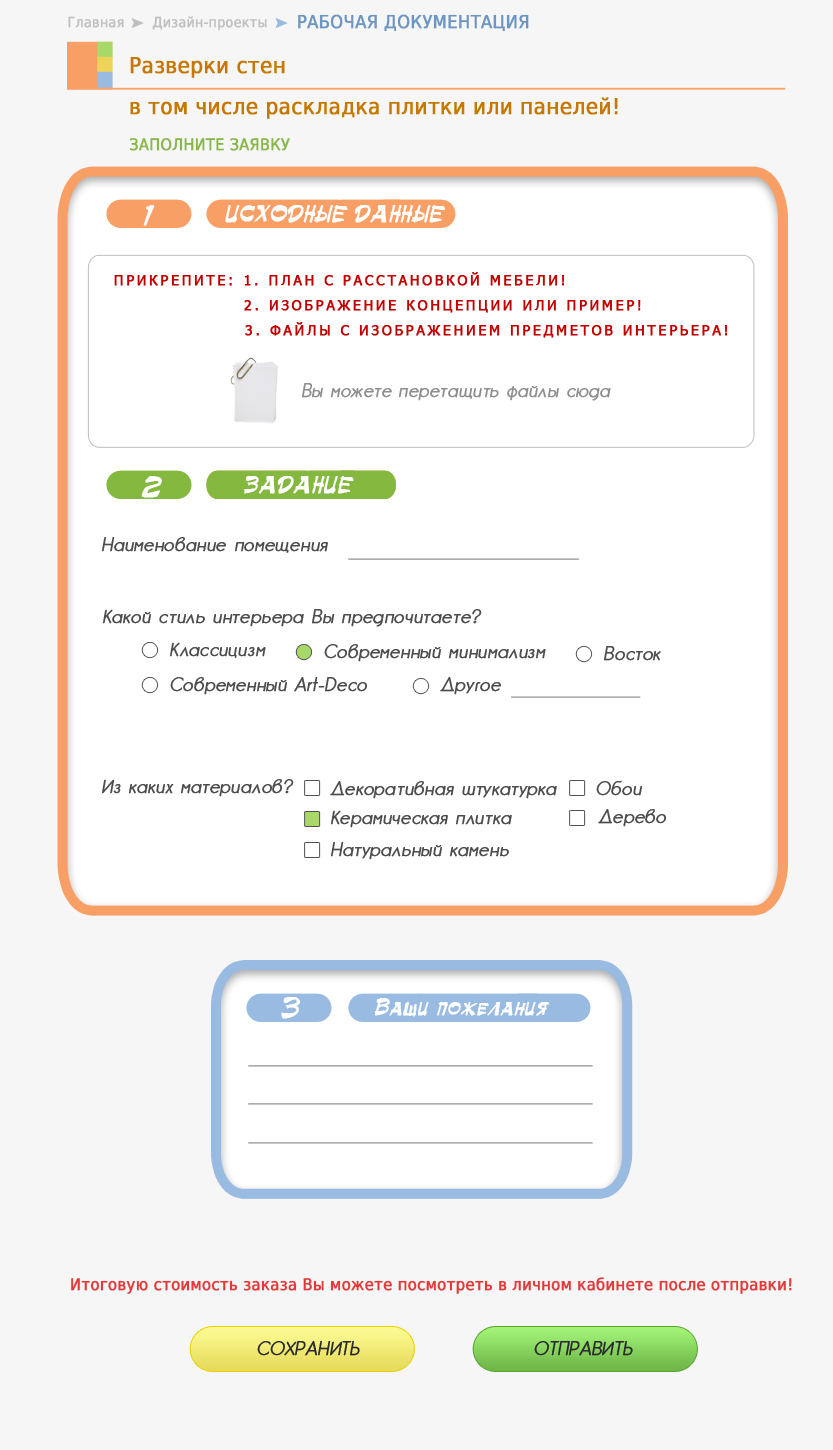 Главная ➤ Дизайн-проекты ➤ РАБОЧАЯ ДОКУМЕНТАЦИЯ
Разверки стен
в том числе раскладка плитки или панелей!
ЗАПОЛНИТЕ ЗАЯВКУ
1 ИСХОДНЫЕ ДАННЫЕ
ПРИКРЕПИТЕ: 1. ПЛАН С РАССТАНОВКОЙ МЕБЕЛИ!
2. ИЗОБРАЖЕНИЕ КОНЦЕПЦИИ ИЛИ ПРИМЕР!
3. ФАЙЛЫ С ИЗОБРАЖЕНИЕМ ПРЕДМЕТОВ ИНТЕРЬЕРА!
Вы можете перетащить файлы сюда
2 ЗАДАНИЕ
Наименование помещения
Какой стиль интерьера Вы предпочитаете?
Классицизм Современный минимализм Восток
Современный Art-Deco Другое
Из каких материалов? Декоративная штукатурка Обои
Керамическая плитка Дерево
Натуральный камень
3 Ваши пожелания
Итоговую стоимость заказа Вы можете посмотреть в личном кабинете после отправки!
СОХРАНИТЬ ОТПРАВИТЬ